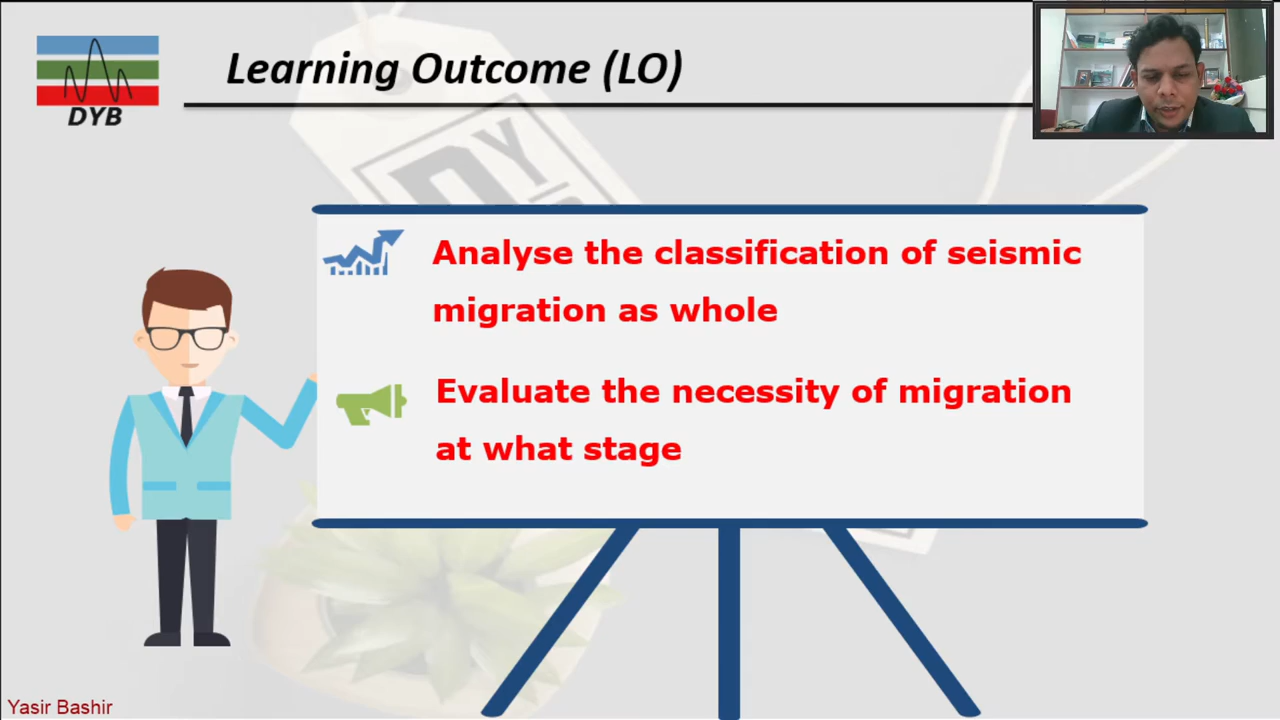 Learning Outcome (LO)
DYB
Analyse the classification of seismic
migration as whole
Evaluate the necessity of migration
at what stage
Yasir Bashir